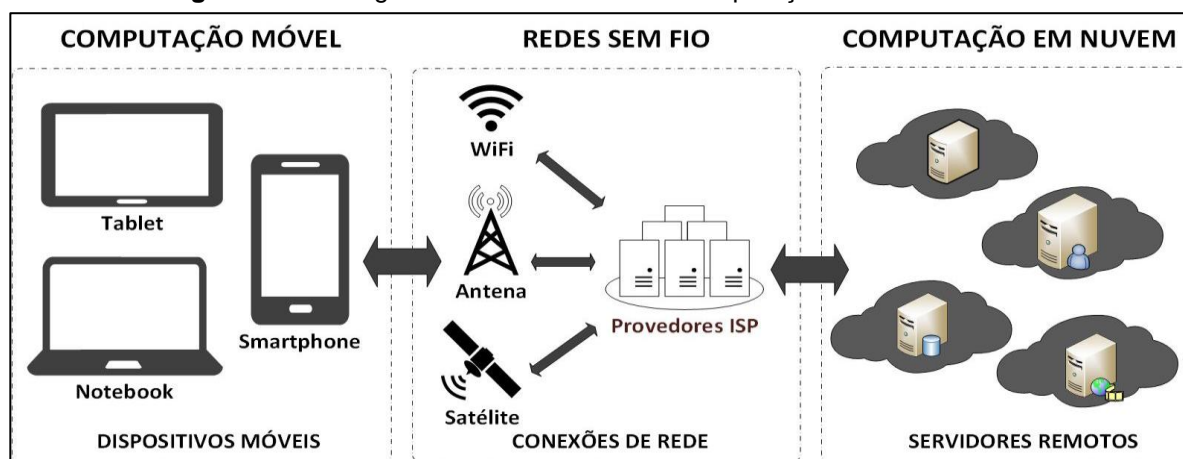 COMPUTAÇÃO MÓVEL
REDES SEM FIO
COMPUTAÇÃO EM NUVEM
Tablet
Notebook
Smartphone
DISPOSITIVOS MÓVEIS
WiFi
Antena
Satélite
Provedores ISP
CONEXÕES DE REDE
SERVIDORES REMOTOS